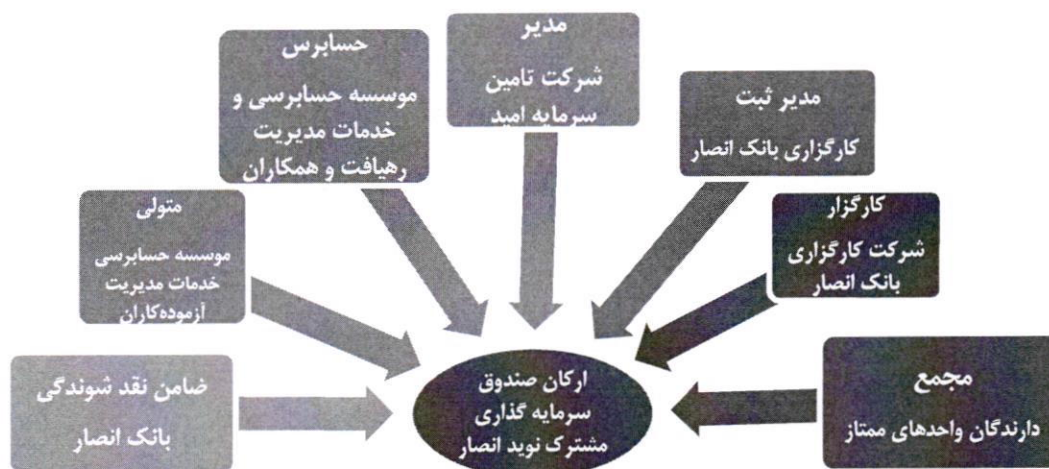 مدیر
شرکت تامین
سرمایه امید
حسابرس
موسسه حسابرسی و
خدمات مدیریت
رهیافت و همکاران
مدیر ثبت
کارگزاری بانک انصار
متولی
موسسه حسابرسی
خدمات مدیریت
آزموده‌کاران
کارگزار
شرکت کارگزاری
بانک انصار
ضامن نقد شوندگی
بانک انصار
مجمع
دارندگان واحدهای ممتاز
ارکان صندوق
سرمایه گذاری
مشترک نوید انصار